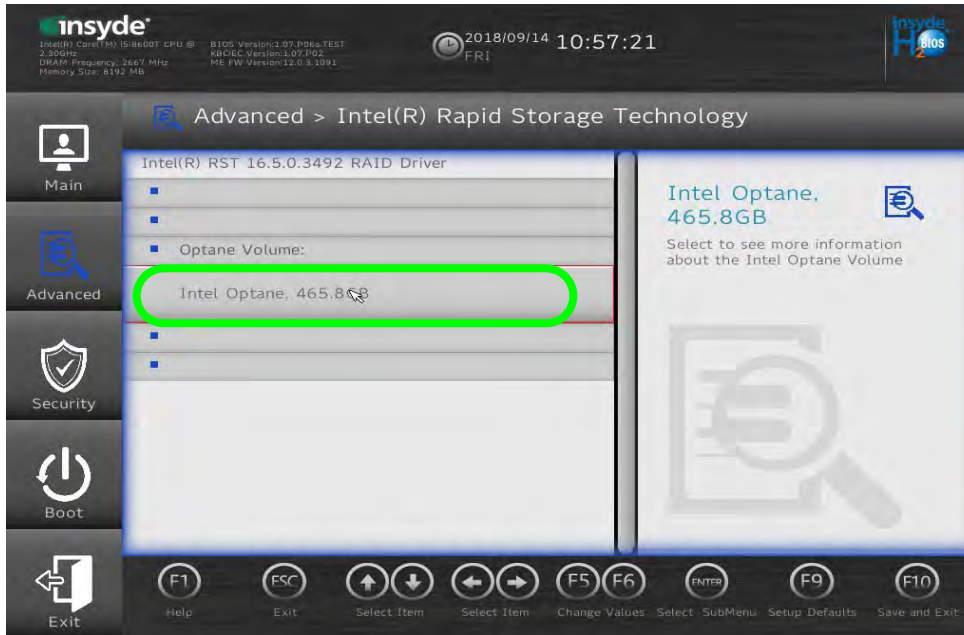 insyde®
Intel(R) Core(TM) i5-8600T CPU @ 2.30GHz
DRAM Frequency: 2667 MHz
Memory Size: 8192 MB
BIOS Version:1.07.P06a.TEST
KBC/EC Version:1.07.P02
ME FW Version:12.0.3.1091
2018/09/14 10:57:21
FRI
insyde
H2 Bios
Advanced > Intel(R) Rapid Storage Technology
Main
Advanced
Security
Boot
Exit
Intel(R) RST 16.5.0.3492 RAID Driver
Optane Volume:
Intel Optane, 465.8GB
Intel Optane,
465.8GB
Select to see more information
about the Intel Optane Volume
F1 ESC F5 F6 ENTER F9 F10
Help Exit Select Item Select Item Change Values Select SubMenu Setup Defaults Save and Exit